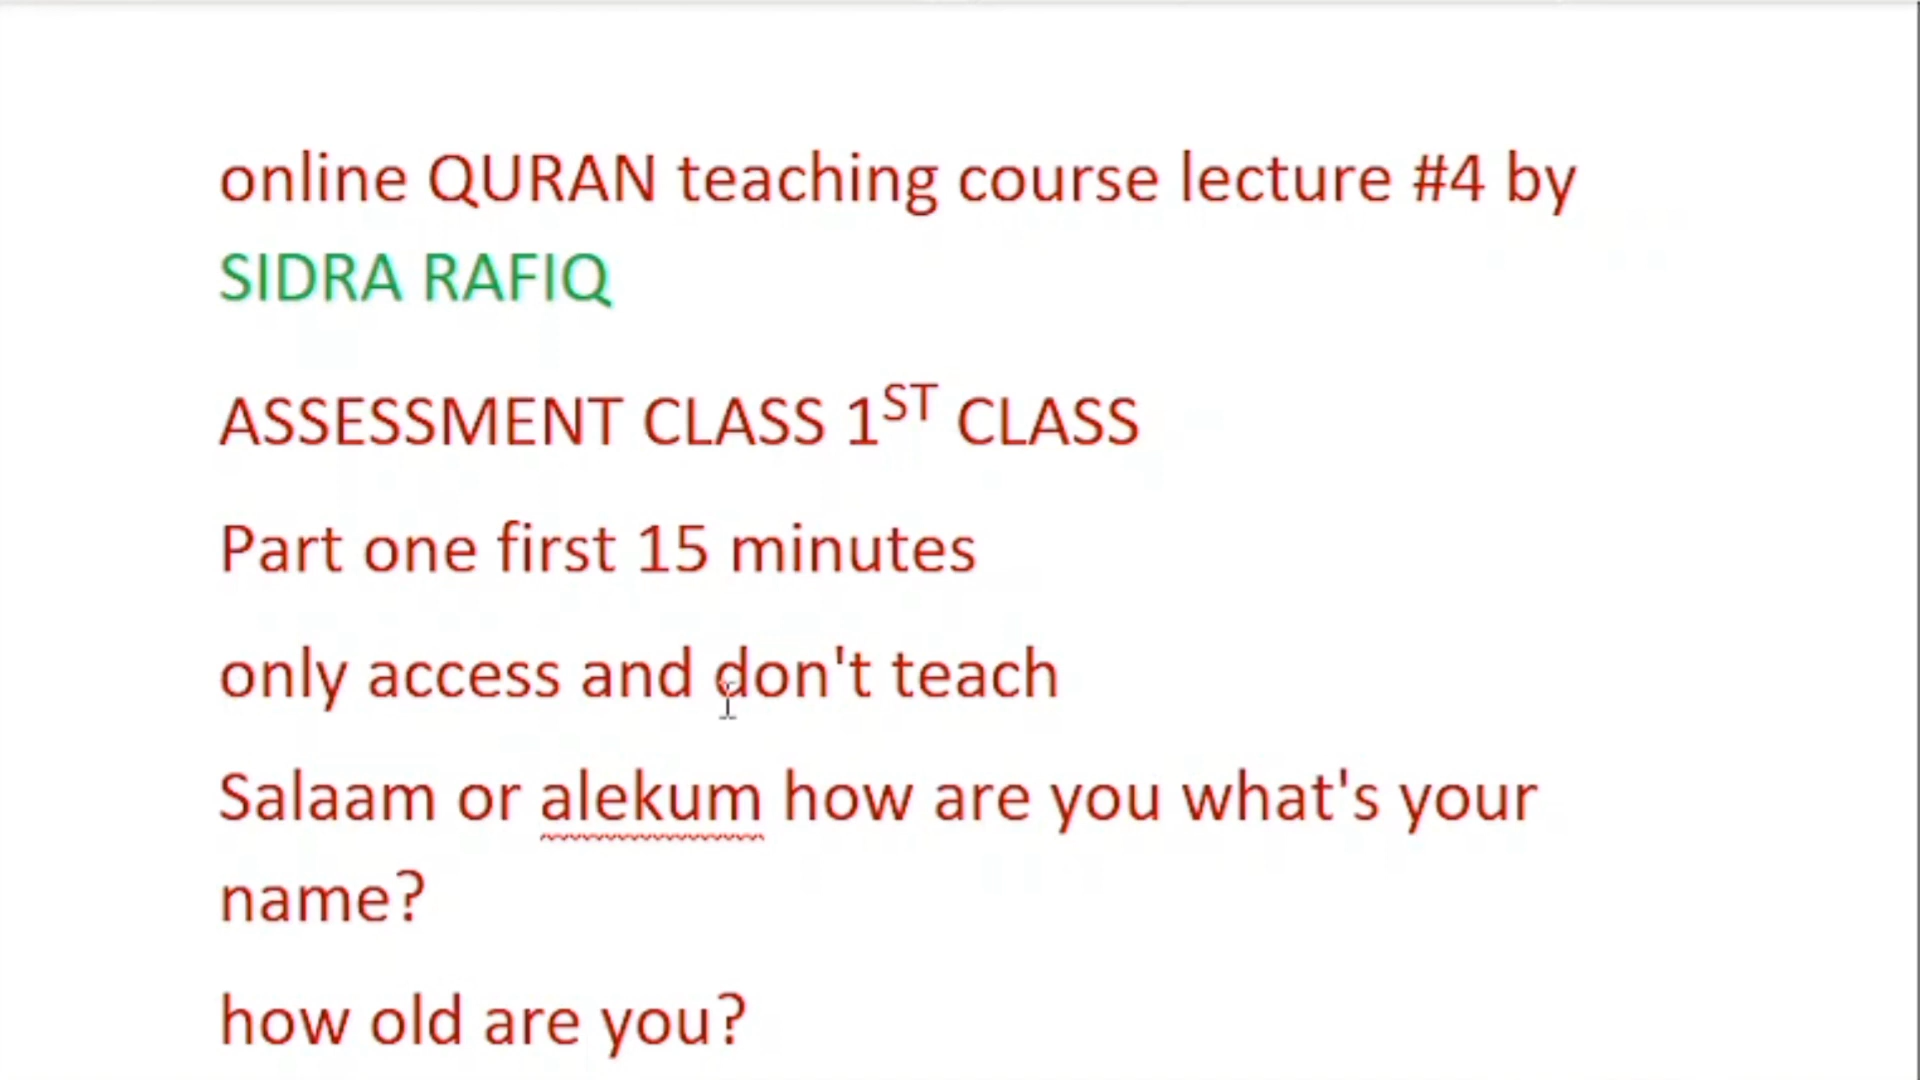 online QURAN teaching course lecture #4 by
SIDRA RAFIQ
ASSESSMENT CLASS 1ST CLASS
Part one first 15 minutes
only access and don't teach
Salaam or alekum how are you what's your
name?
how old are you?